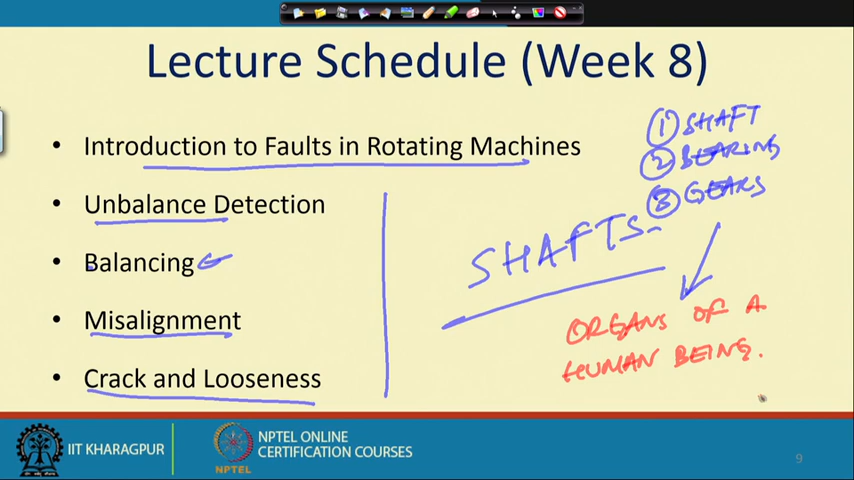 Lecture Schedule (Week 8)
• Introduction to Faults in Rotating Machines
• Unbalance Detection
• Balancing
• Misalignment
• Crack and Looseness
① SHAFT
② BEARING
③ GEARS
SHAFTS
ORGANS OF A
HUMAN BEING.
IIT KHARAGPUR
NPTEL
NPTEL ONLINE
CERTIFICATION COURSES
9